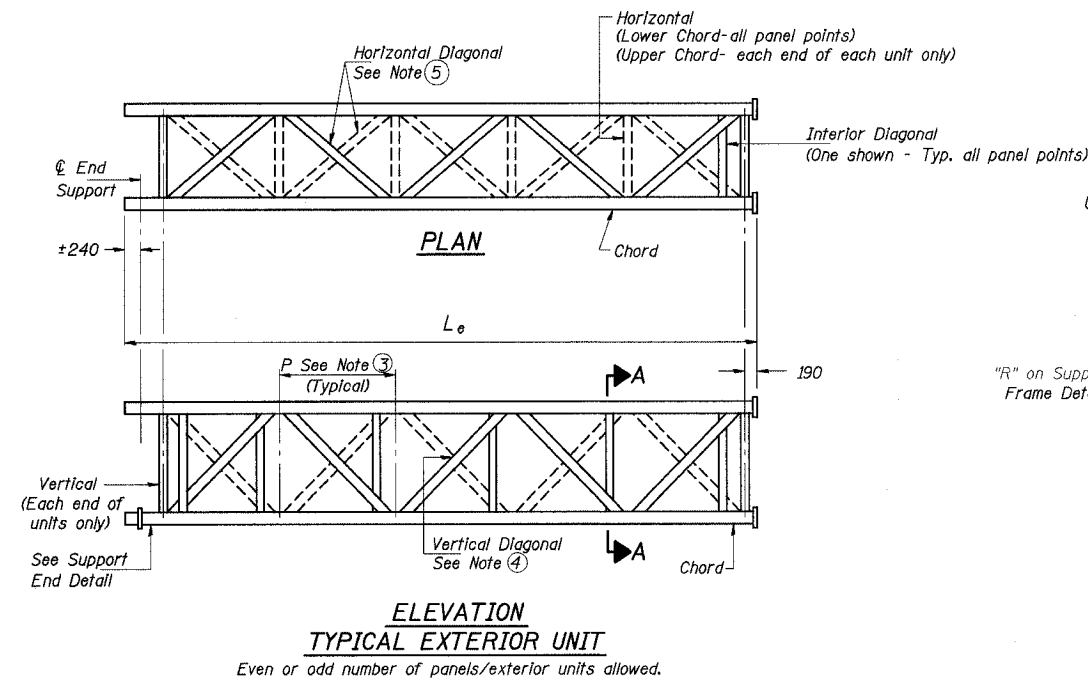 Horizontal
(Lower Chord-all panel points)
(Upper Chord- each end of each unit only)
Horizontal Diagonal
See Note 5
Interior Diagonal
(One shown - Typ. all panel points)
℄ End
Support
±240
PLAN
Chord
Le
P See Note 3
(Typical)
A
190
"R" on Supp
Frame Det
Vertical
(Each end of
units only)
See Support
End Detail
Vertical Diagonal
See Note 4
A
Chord
ELEVATION
TYPICAL EXTERIOR UNIT
Even or odd number of panels/exterior units allowed.